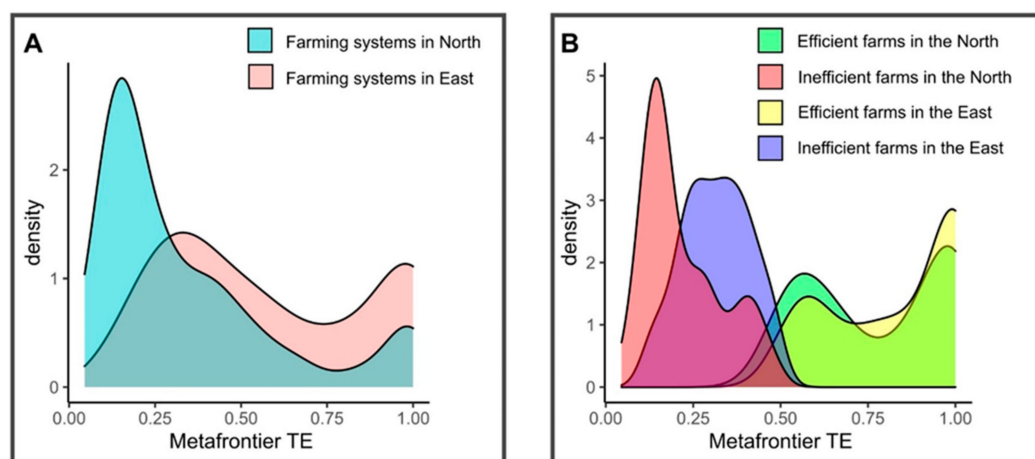 A
Farming systems in North
Farming systems in East
density
2
1
0
0.00 0.25 0.50 0.75 1.00
Metafrontier TE
B
Efficient farms in the North
Inefficient farms in the North
Efficient farms in the East
Inefficient farms in the East
density
5
4
3
2
1
0
0.00 0.25 0.50 0.75 1.00
Metafrontier TE